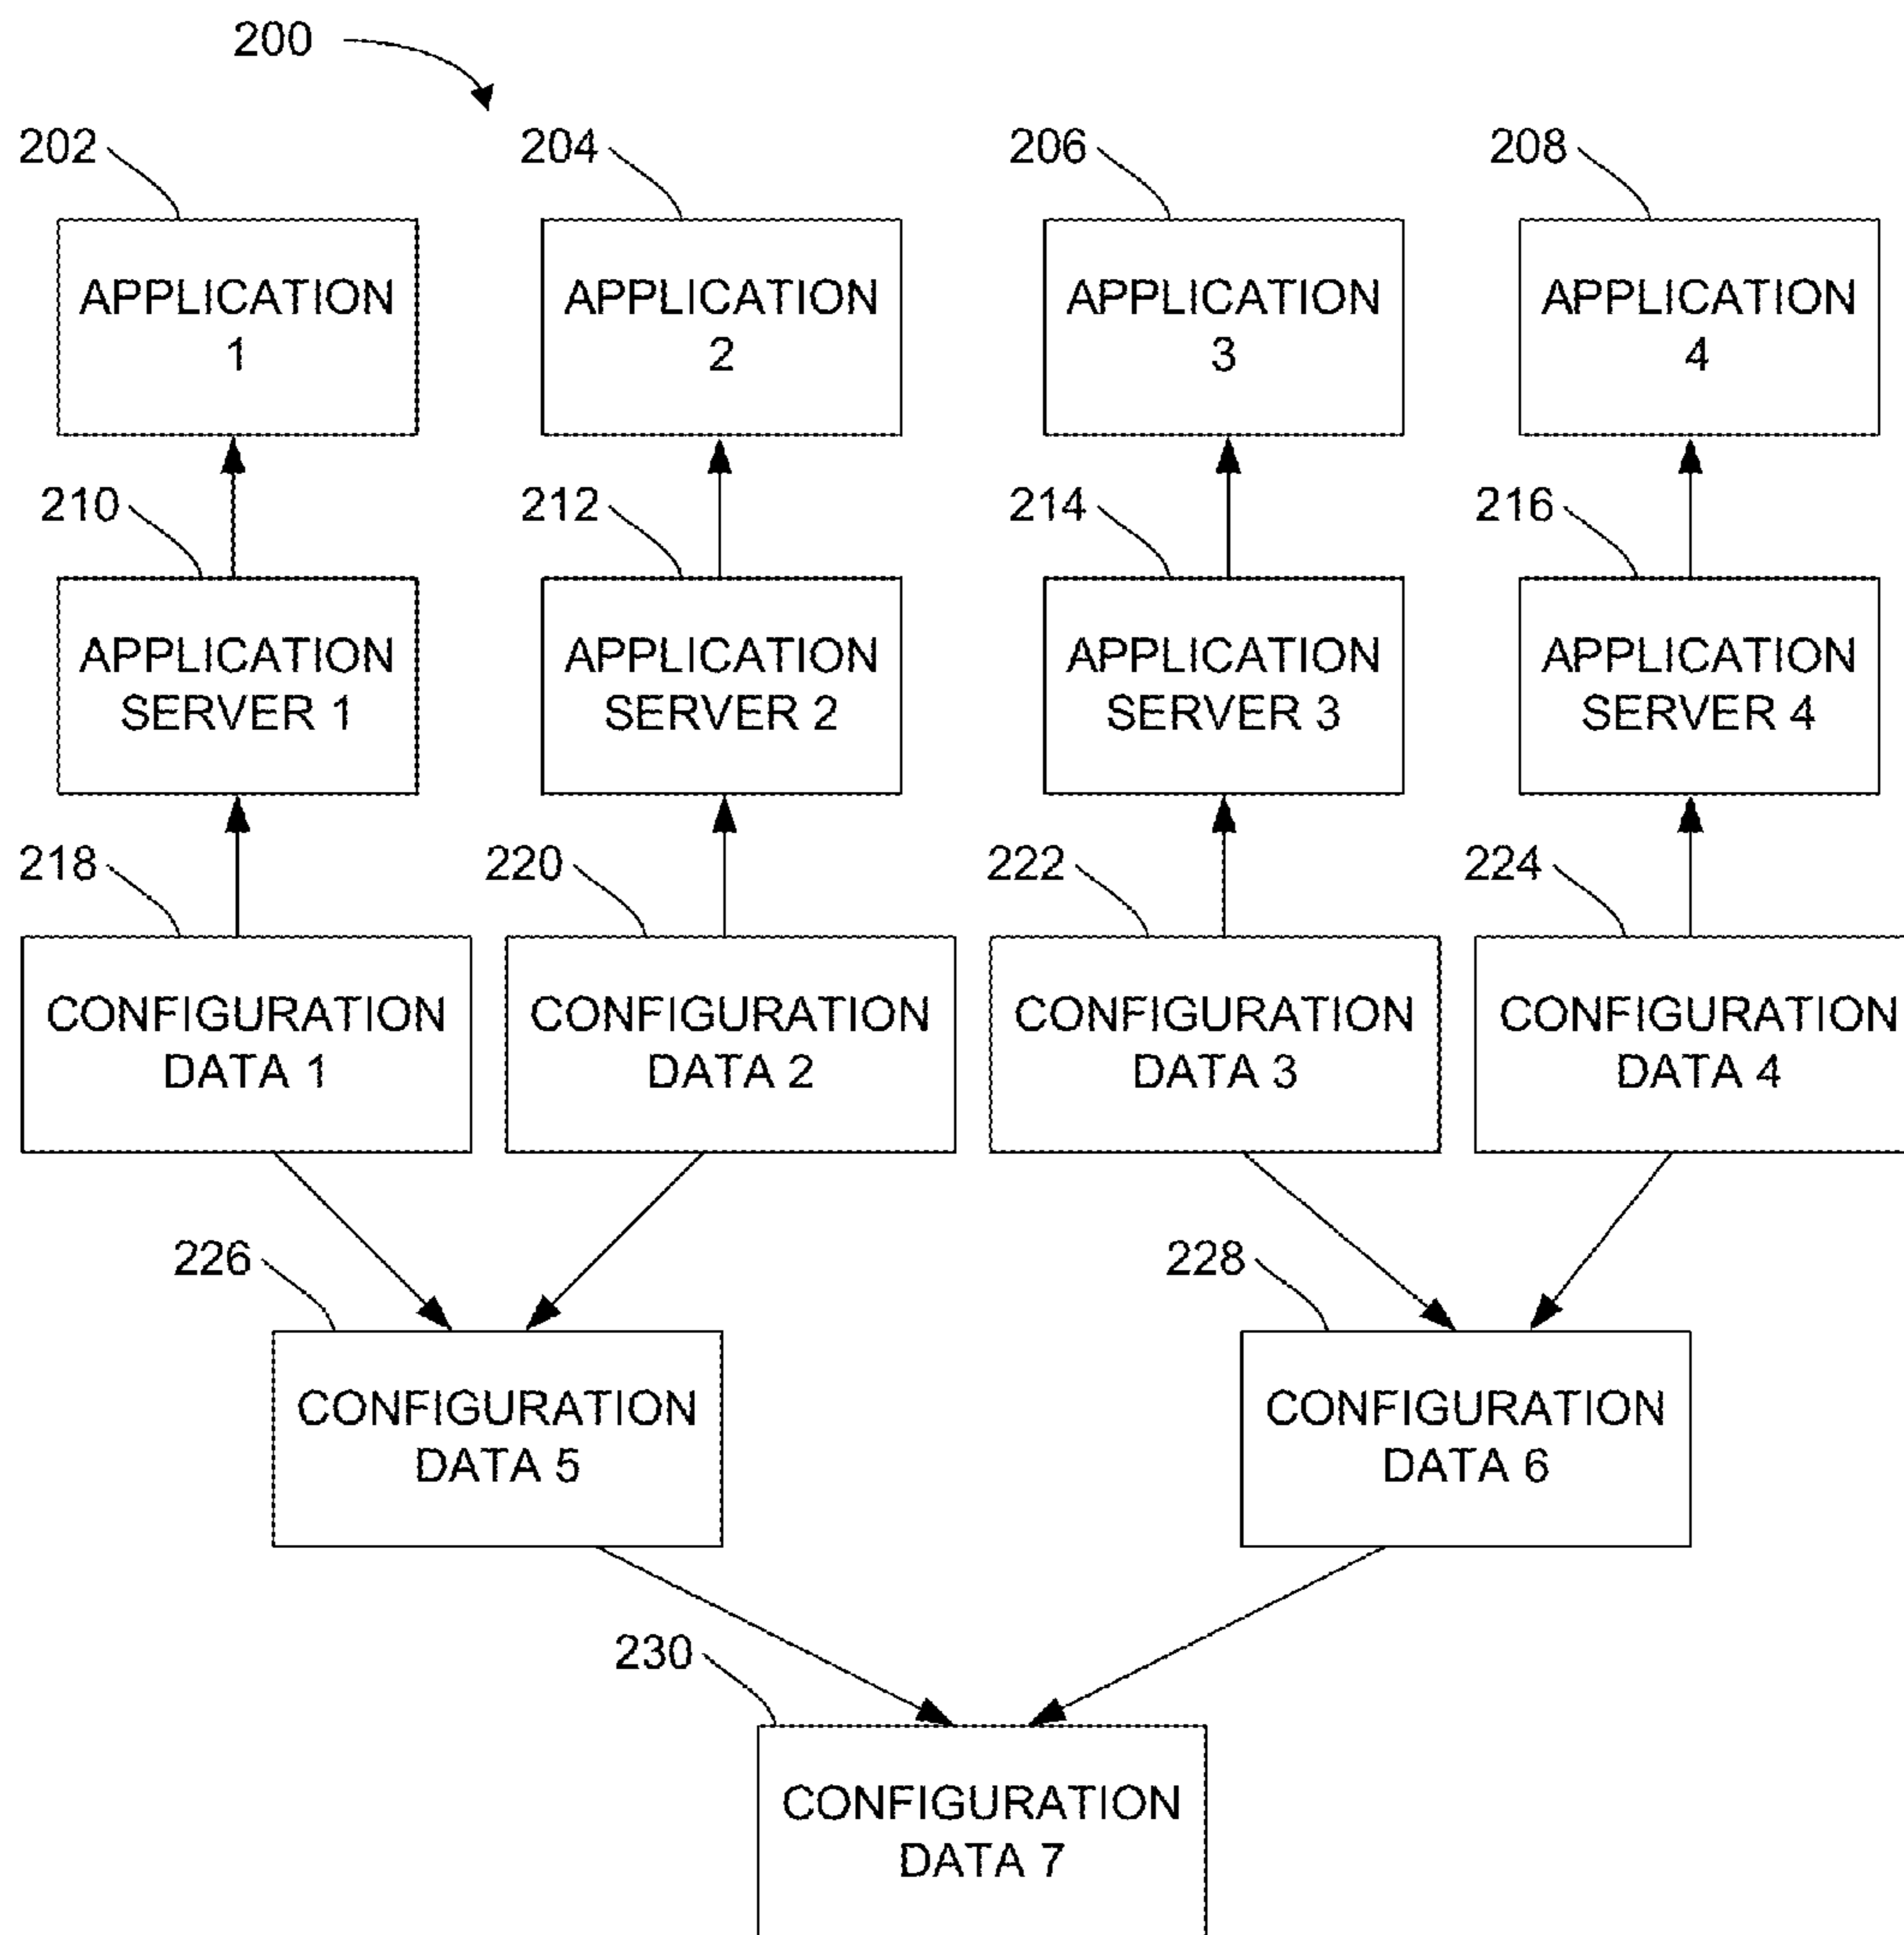 200
202
204
206
208
APPLICATION
1
APPLICATION
2
APPLICATION
3
APPLICATION
4
210
212
214
216
APPLICATION
SERVER 1
APPLICATION
SERVER 2
APPLICATION
SERVER 3
APPLICATION
SERVER 4
218
220
222
224
CONFIGURATION
DATA 1
CONFIGURATION
DATA 2
CONFIGURATION
DATA 3
CONFIGURATION
DATA 4
226
228
CONFIGURATION
DATA 5
CONFIGURATION
DATA 6
230
CONFIGURATION
DATA 7